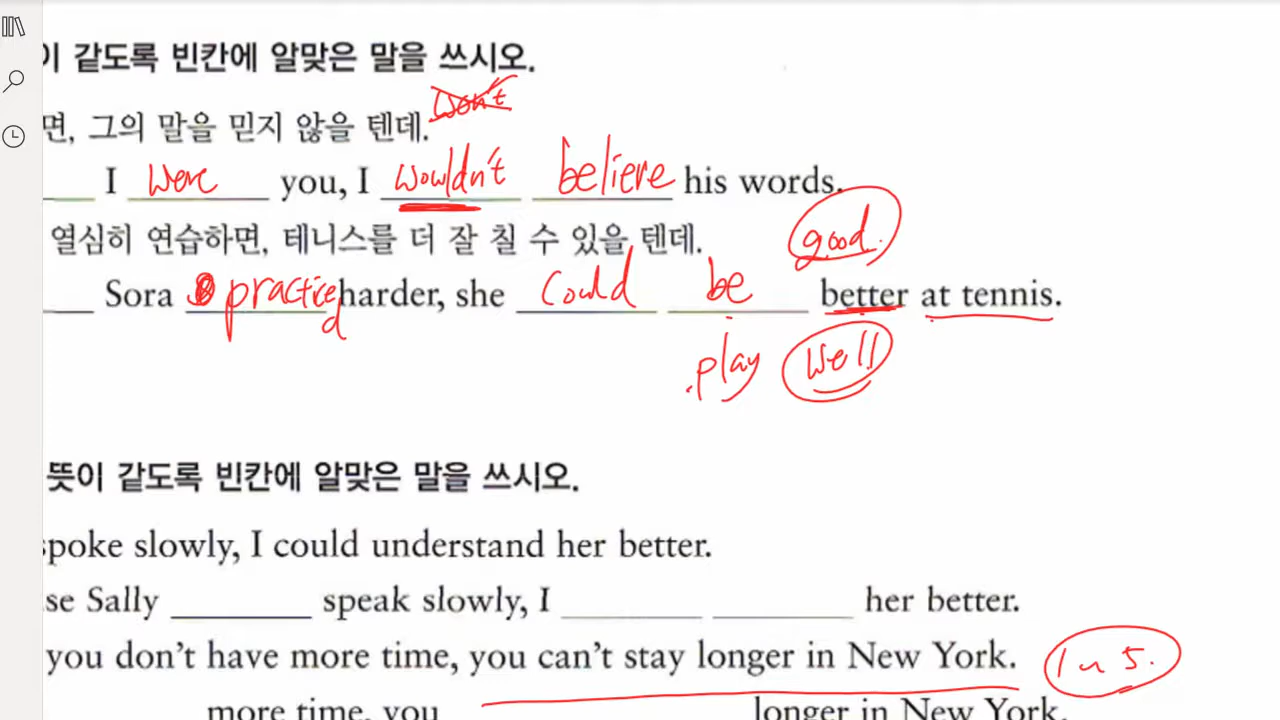 이 같도록 빈칸에 알맞은 말을 쓰시오.
won't
면, 그의 말을 믿지 않을 텐데.
I were you, I wouldn't believe his words.
열심히 연습하면, 테니스를 더 잘 칠 수 있을 텐데.
good.
Sora practiced harder, she could be better at tennis.
play well
뜻이 같도록 빈칸에 알맞은 말을 쓰시오.
spoke slowly, I could understand her better.
se Sally ______ speak slowly, I ______ ______ her better.
you don't have more time, you can't stay longer in New York.
more time, you longer in New York.